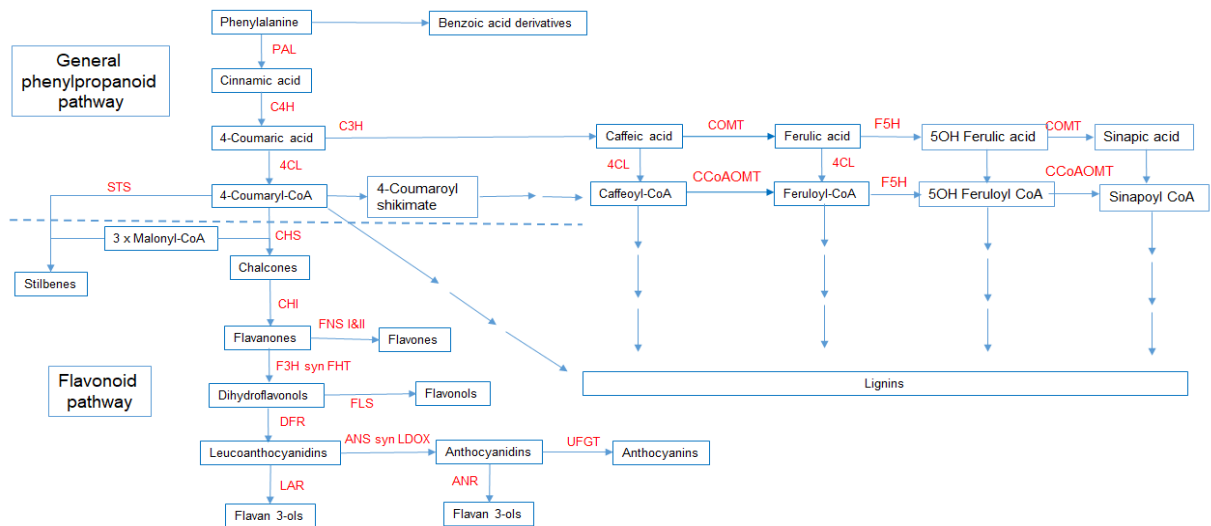 Phenylalanine
Benzoic acid derivatives
PAL
General
phenylpropanoid
pathway
Cinnamic acid
C4H
C3H
4-Coumaric acid
Caffeic acid
COMT
Ferulic acid
F5H
5OH Ferulic acid
COMT
Sinapic acid
4CL
4CL
4CL
STS
4-Coumaryl-CoA
4-Coumaroyl
shikimate
Caffeoyl-CoA
CCoAOMT
Feruloyl-CoA
F5H
5OH Feruloyl CoA
CCoAOMT
Sinapoyl CoA
3 x Malonyl-CoA
CHS
Chalcones
Stilbenes
CHI
FNS I&II
Flavanones
Flavones
F3H syn FHT
Flavonoid
pathway
Lignins
Dihydroflavonols
FLS
Flavonols
DFR
ANS syn LDOX
UFGT
Leucoanthocyanidins
Anthocyanidins
Anthocyanins
LAR
ANR
Flavan 3-ols
Flavan 3-ols